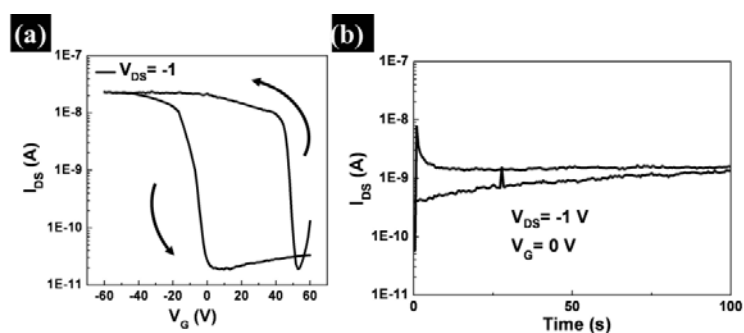 (a)
1E-7
1E-8
1E-9
1E-10
1E-11
I_DS (A)
V_DS= -1
-60 -40 -20 0 20 40 60
V_G (V)
(b)
1E-7
1E-8
1E-9
1E-10
1E-11
I_DS (A)
V_DS= -1 V
V_G= 0 V
0 50 100
Time (s)